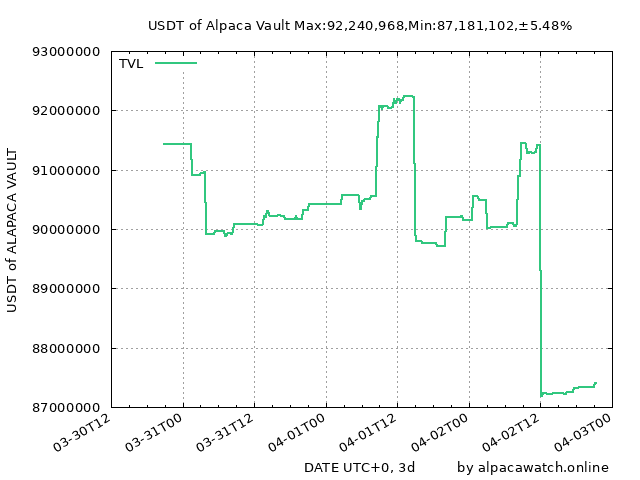 USDT of Alpaca Vault Max:92,240,968,Min:87,181,102,±5.48%
93000000
TVL
92000000
91000000
90000000
89000000
88000000
87000000
USDT of ALAPACA VAULT
03-30T12
03-31T00
03-31T12
04-01T00
04-01T12
04-02T00
04-02T12
04-03T00
DATE UTC+0, 3d
by alpacawatch.online